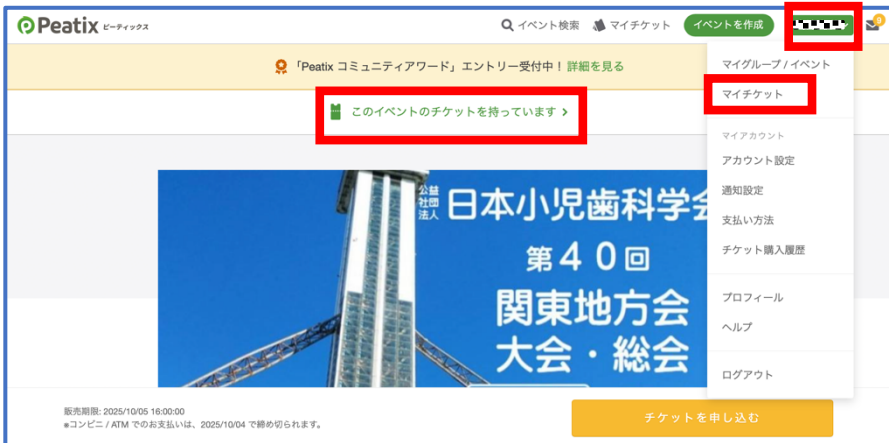 Peatix ピーティックス
イベント検索 マイチケット イベントを作成 9
「Peatix コミュニティアワード」エントリー受付中！詳細を見る
このイベントのチケットを持っています >
マイグループ / イベント
マイチケット
マイアカウント
アカウント設定
通知設定
支払い方法
チケット購入履歴
プロフィール
ヘルプ
ログアウト
公益社団法人 日本小児歯科学会
第40回
関東地方会
大会・総会
販売期限: 2025/10/05 16:00:00
※コンビニ / ATM でのお支払いは、2025/10/04 で締め切られます。
チケットを申し込む